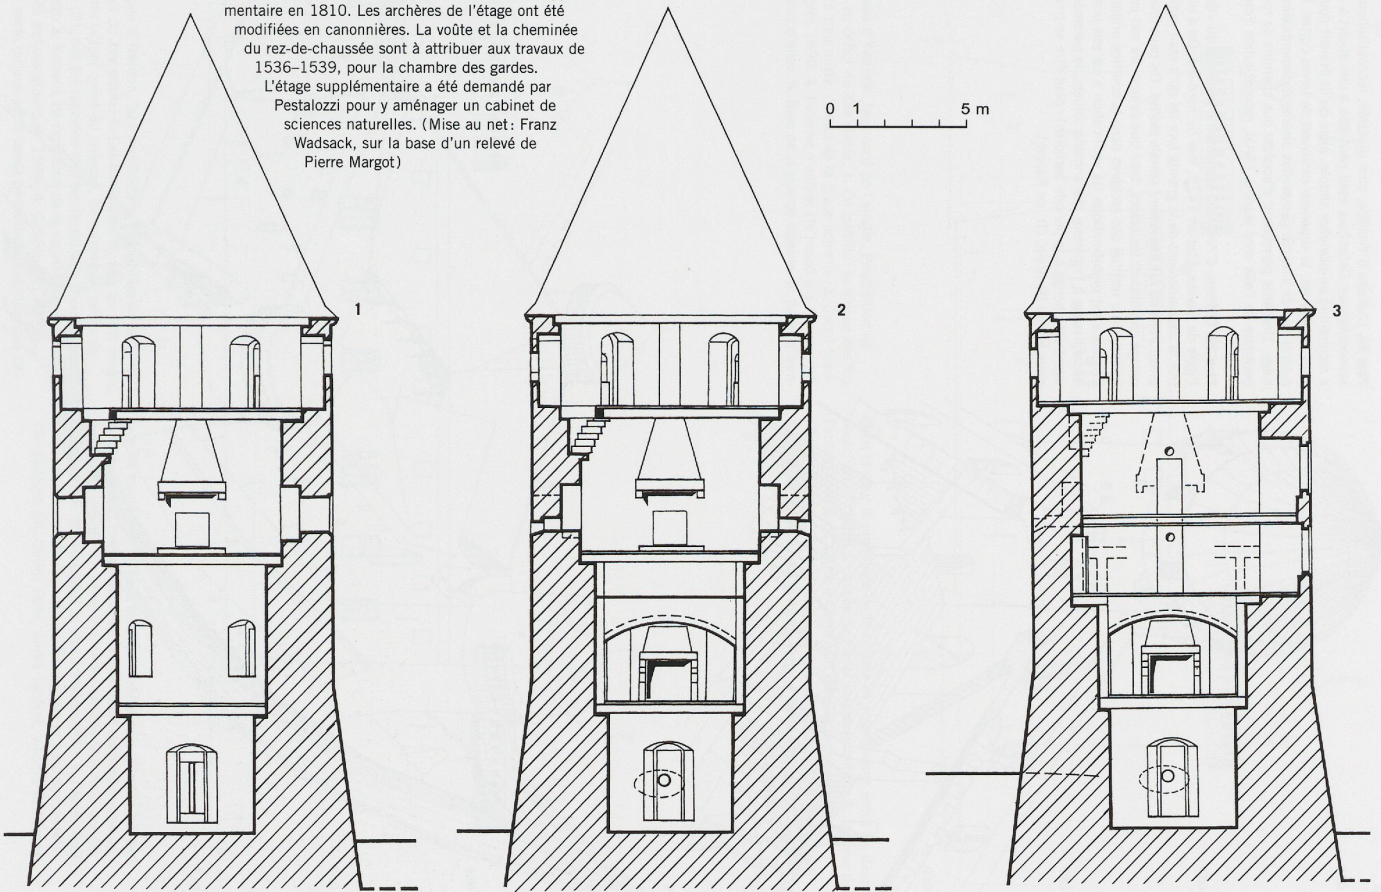 mentaire en 1810. Les archères de l'étage ont été
modifiées en canonnières. La voûte et la cheminée
du rez-de-chaussée sont à attribuer aux travaux de
1536–1539, pour la chambre des gardes.
L'étage supplémentaire a été demandé par
Pestalozzi pour y aménager un cabinet de
sciences naturelles. (Mise au net: Franz
Wadsack, sur la base d'un relevé de
Pierre Margot)
0 1 5 m
1
2
3